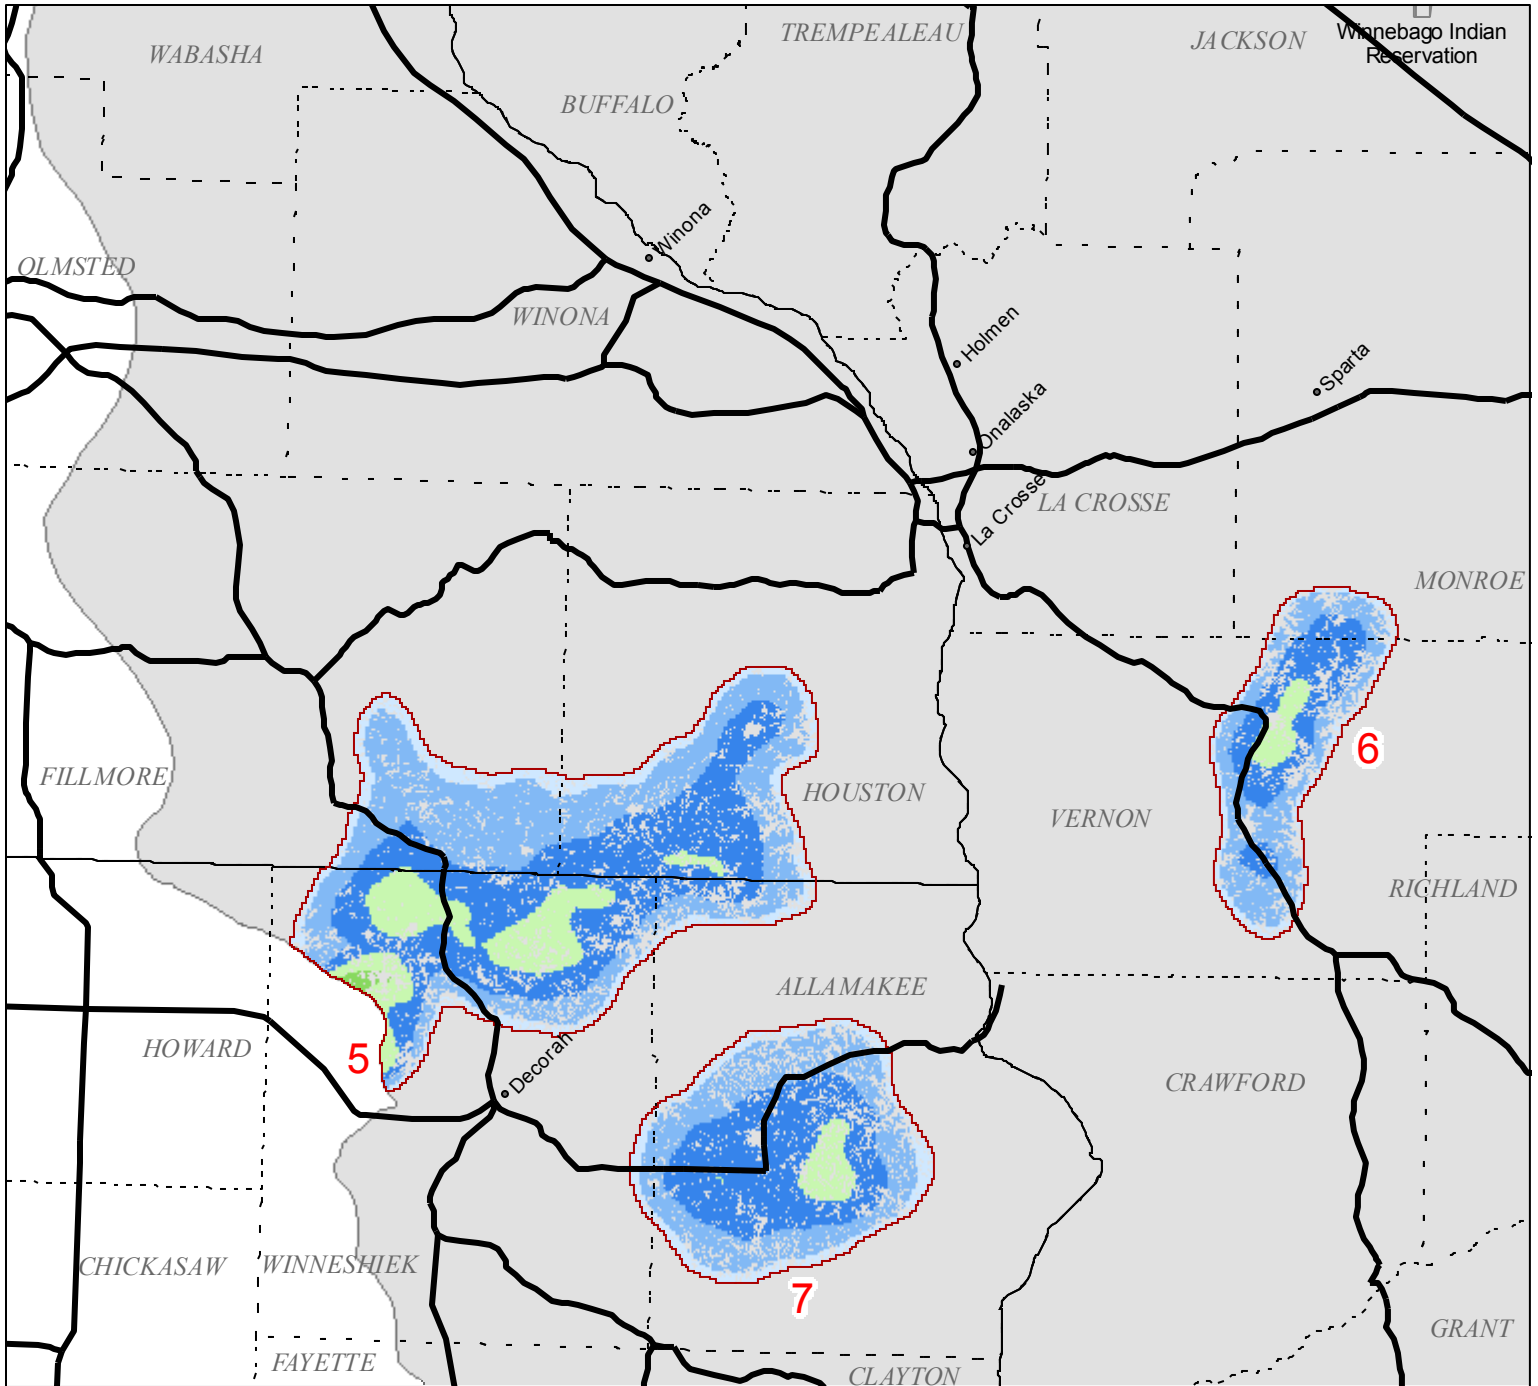 TREMPEALEAU
Winnebago Indian
Reservation
JACKSON
WABASHA
BUFFALO
Winona
OLMSTED
WINONA
Holmen
Sparta
Onalaska
La Crosse
LA CROSSE
MONROE
6
FILLMORE
HOUSTON
VERNON
RICHLAND
ALLAMAKEE
HOWARD
5
Decorah
CRAWFORD
CHICKASAW
WINNESHIEK
7
GRANT
FAYETTE
CLAYTON